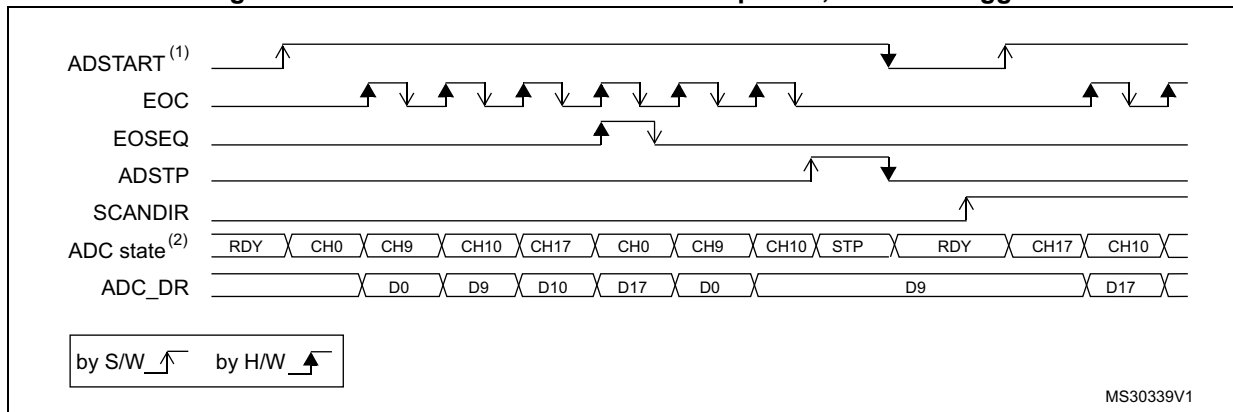 ADSTART (1)
EOC
EOSEQ
ADSTP
SCANDIR
ADC state (2) RDY CH0 CH9 CH10 CH17 CH0 CH9 CH10 STP RDY CH17 CH10
ADC_DR D0 D9 D10 D17 D0 D9 D17
by S/W by H/W
MS30339V1